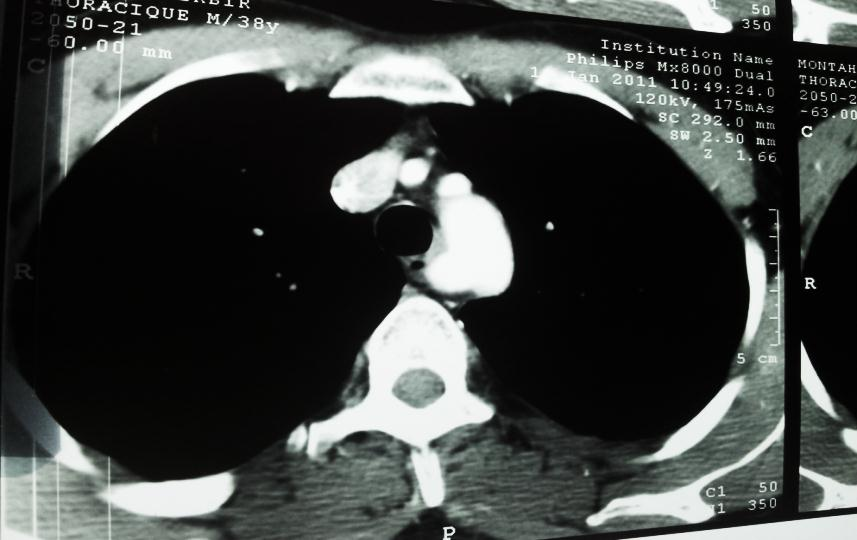 THORACIQUE M/38y
2050-21
-60.00 mm
C
Institution Name
Philips Mx8000 Dual
Jan 2011 10:49:24.0
120kV, 175mAs
SC 292.0 mm
SW 2.50 mm
Z 1.66
R
5 cm
C1 50
350
P
50
350
MONTAH
THORAC
2050-2
-63.00
C
R